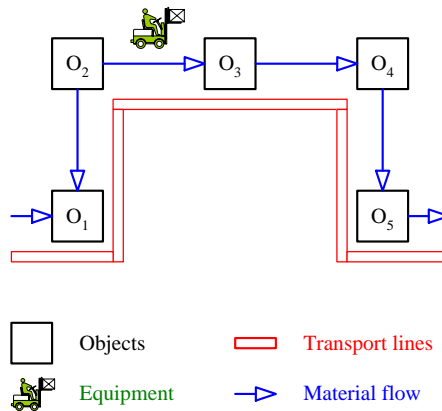 O₂ O₃ O₄
O₁ O₅
Objects Transport lines
Equipment Material flow